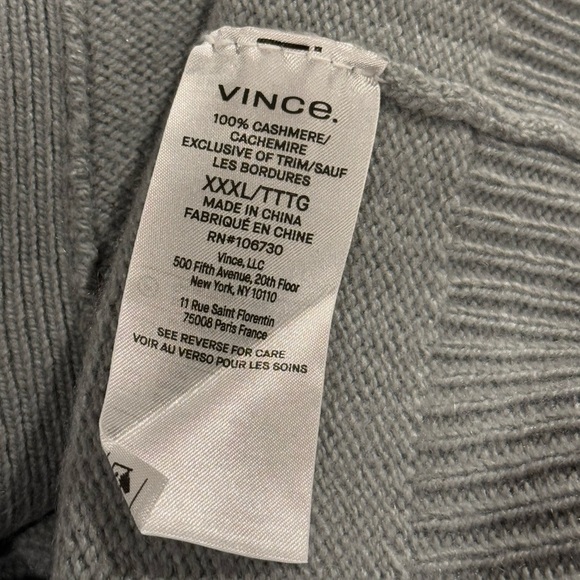 VINCE.
100% CASHMERE/
CACHEMIRE
EXCLUSIVE OF TRIM/SAUF
LES BORDURES
XXXL/TTTG
MADE IN CHINA
FABRIQUÉ EN CHINE
RN#106730
Vince, LLC
500 Fifth Avenue, 20th Floor
New York, NY 10110
11 Rue Saint Florentin
75008 Paris France
SEE REVERSE FOR CARE
VOIR AU VERSO POUR LES SOINS